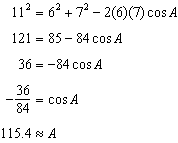 11² = 6² + 7² − 2(6)(7) cos A
121 = 85 − 84 cos A
36 = −84 cos A
−36/84 = cos A
115.4 ≈ A